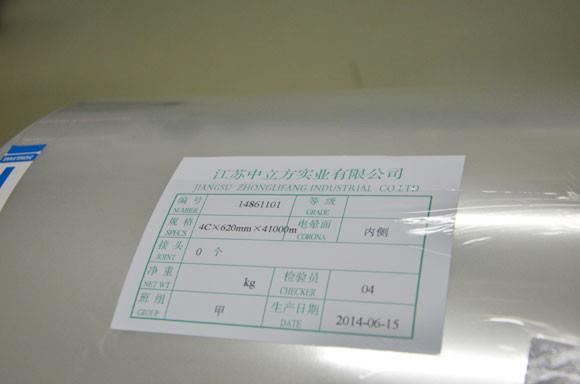 江苏中立方实业有限公司
JIANGSU ZHONGLIFANG INDUSTRIAL CO.LTD
编号 NUMBER 14861101 等级 GRADE
规格 SPECS 4C×620mm×41000m 电晕面 CORONA 内侧
接头 JOINT 0 个
净重 NET WT kg 检验员 CHECKER 04
班组 GROUP 甲 生产日期 DATE 2014-06-15